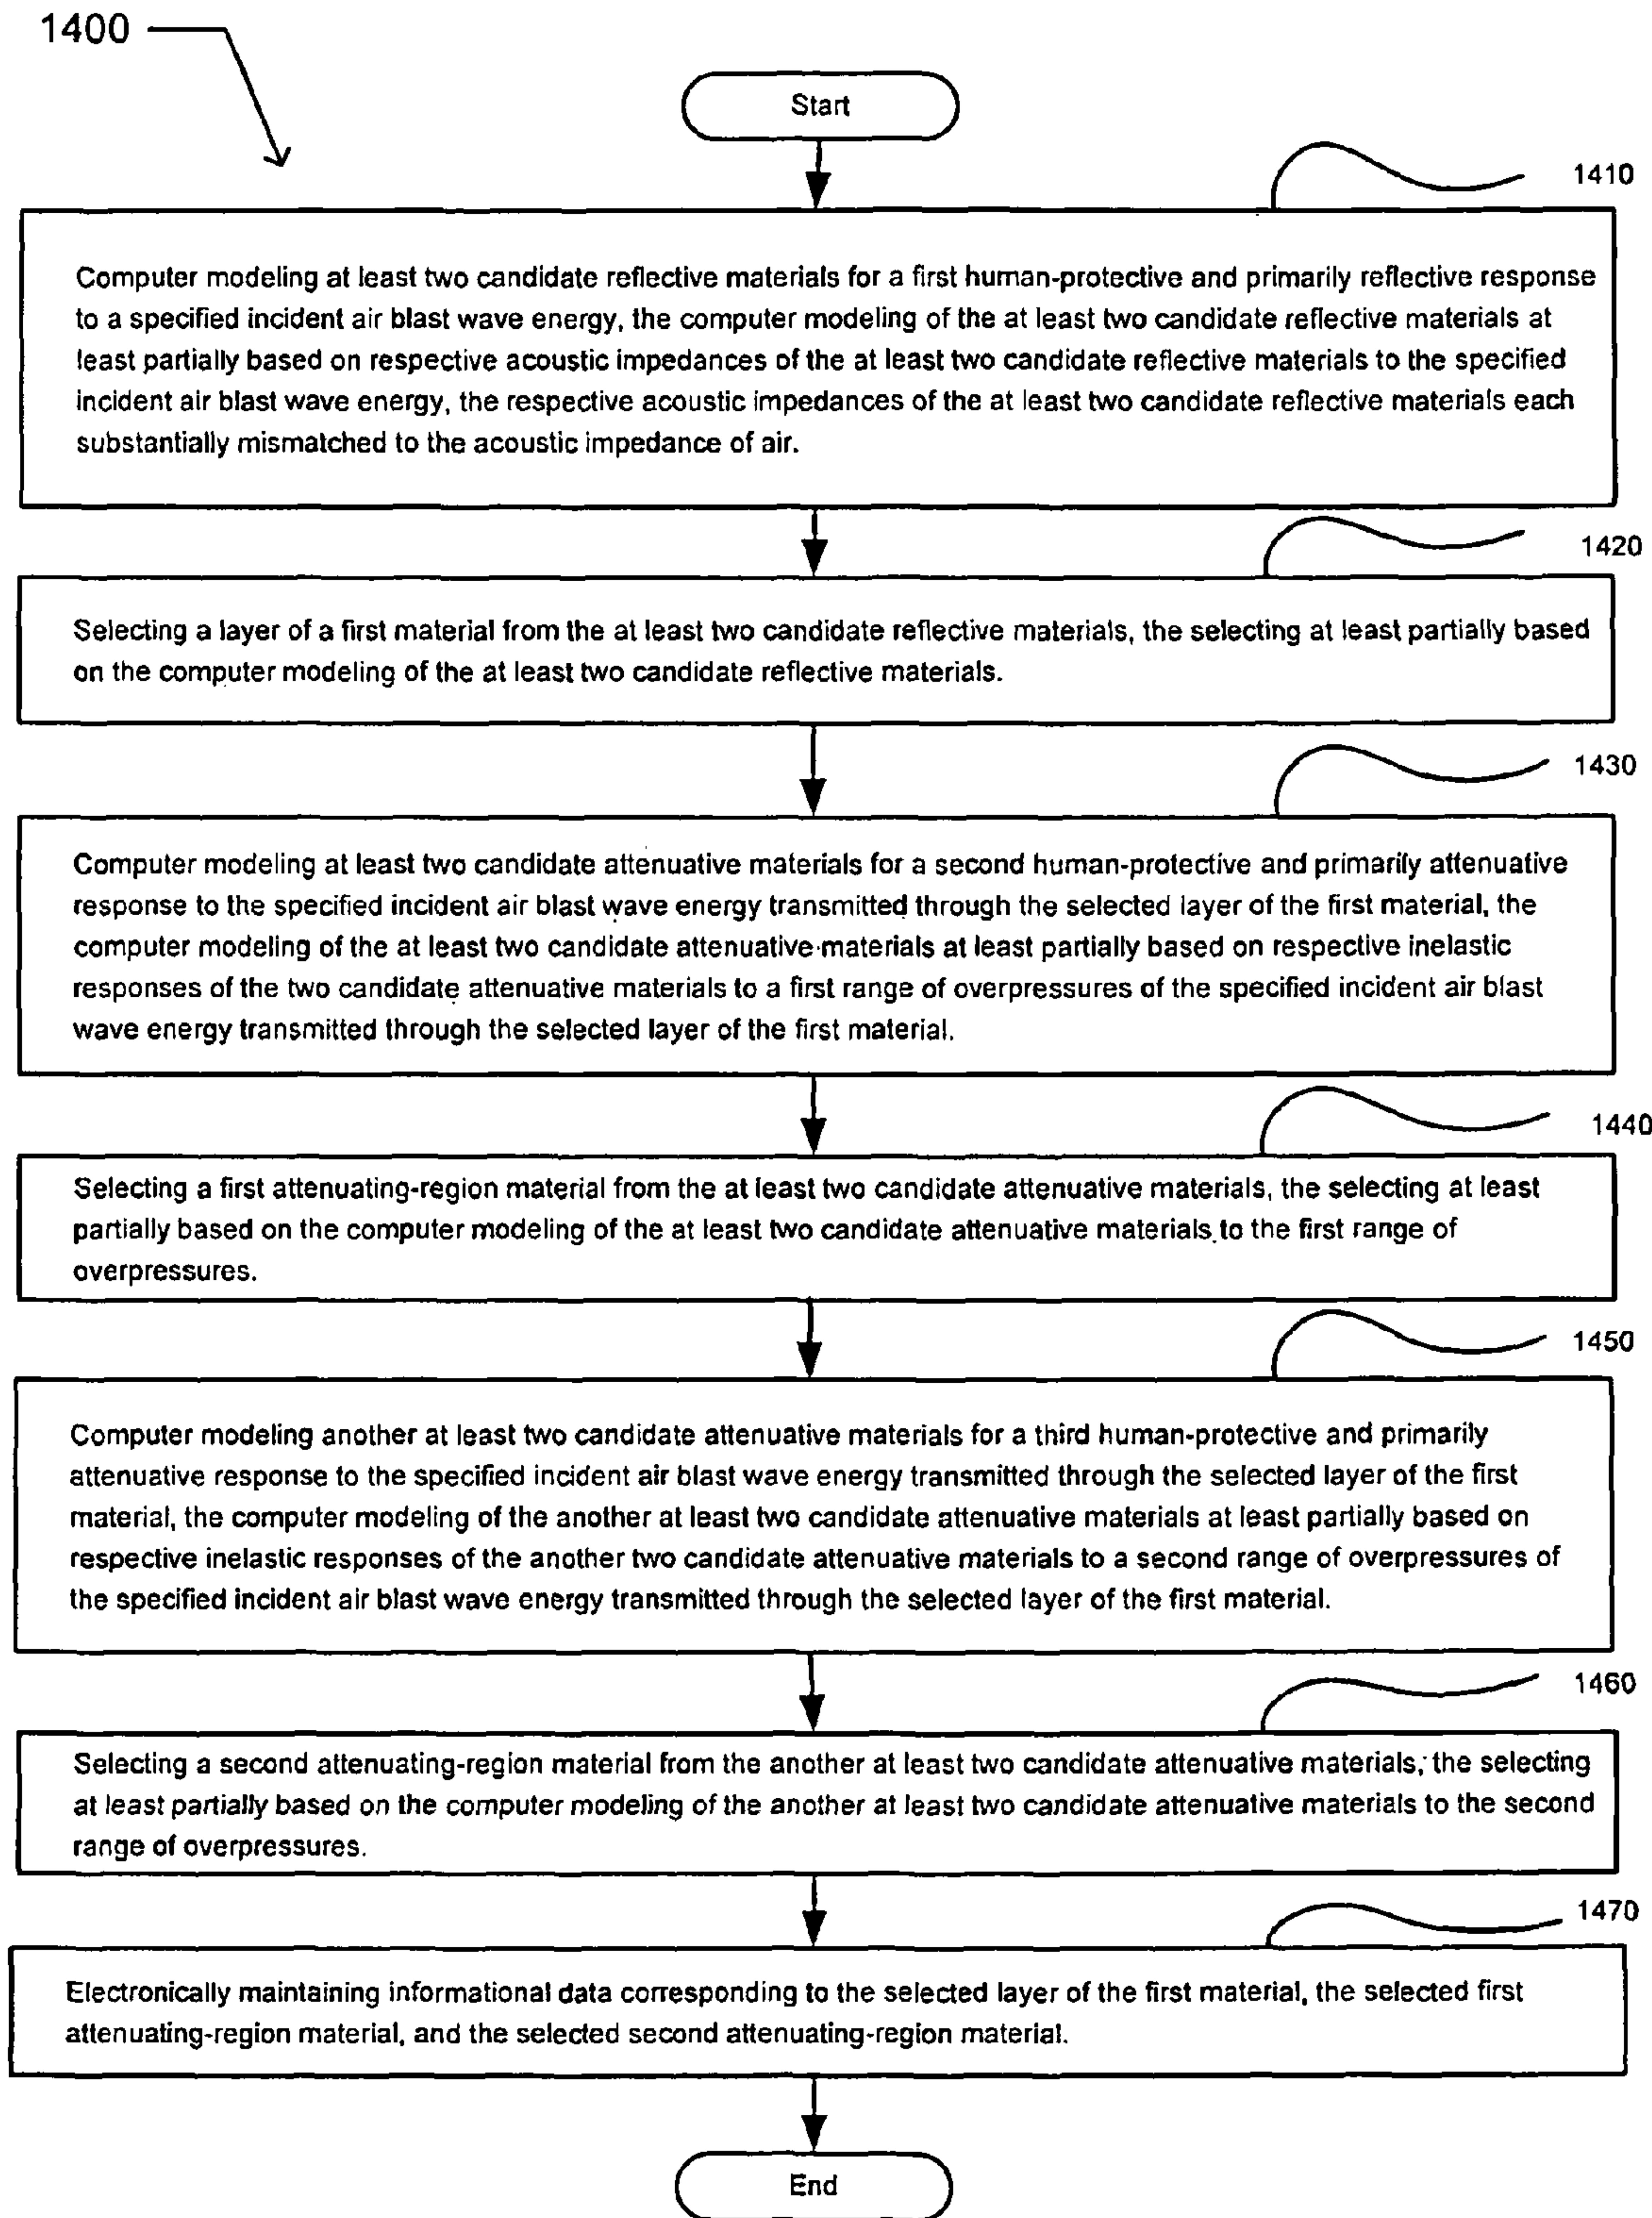 1400
Start
1410
Computer modeling at least two candidate reflective materials for a first human-protective and primarily reflective response
to a specified incident air blast wave energy, the computer modeling of the at least two candidate reflective materials at
least partially based on respective acoustic impedances of the at least two candidate reflective materials to the specified
incident air blast wave energy, the respective acoustic impedances of the at least two candidate reflective materials each
substantially mismatched to the acoustic impedance of air.
1420
Selecting a layer of a first material from the at least two candidate reflective materials, the selecting at least partially based
on the computer modeling of the at least two candidate reflective materials.
1430
Computer modeling at least two candidate attenuative materials for a second human-protective and primarily attenuative
response to the specified incident air blast wave energy transmitted through the selected layer of the first material, the
computer modeling of the at least two candidate attenuative materials at least partially based on respective inelastic
responses of the two candidate attenuative materials to a first range of overpressures of the specified incident air blast
wave energy transmitted through the selected layer of the first material.
1440
Selecting a first attenuating-region material from the at least two candidate attenuative materials, the selecting at least
partially based on the computer modeling of the at least two candidate attenuative materials to the first range of
overpressures.
1450
Computer modeling another at least two candidate attenuative materials for a third human-protective and primarily
attenuative response to the specified incident air blast wave energy transmitted through the selected layer of the first
material, the computer modeling of the another at least two candidate attenuative materials at least partially based on
respective inelastic responses of the another two candidate attenuative materials to a second range of overpressures of
the specified incident air blast wave energy transmitted through the selected layer of the first material.
1460
Selecting a second attenuating-region material from the another at least two candidate attenuative materials; the selecting
at least partially based on the computer modeling of the another at least two candidate attenuative materials to the second
range of overpressures.
1470
Electronically maintaining informational data corresponding to the selected layer of the first material, the selected first
attenuating-region material, and the selected second attenuating-region material.
End